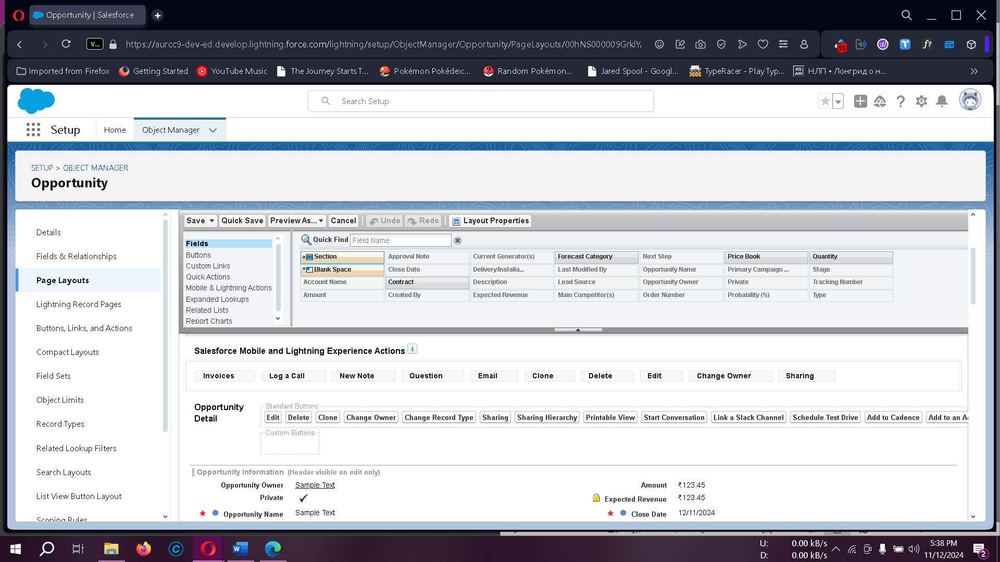 Opportunity | Salesforce
V...
https://aurcc9-dev-ed.develop.lightning.force.com/lightning/setup/ObjectManager/Opportunity/PageLayouts/00hNS000009GrklY
55
f?
Imported from Firefox
Getting Started
YouTube Music
The Journey Starts T...
Pokémon Pokédex:...
Random Pokémon...
Jared Spool - Googl...
TypeRacer - Play Typ...
KS ANI
НЛП • Лонгрид о н...
Search Setup
Setup
Home
Object Manager
SETUP > OBJECT MANAGER
Opportunity
Details
Fields & Relationships
Page Layouts
Lightning Record Pages
Buttons, Links, and Actions
Compact Layouts
Field Sets
Object Limits
Record Types
Related Lookup Filters
Search Layouts
List View Button Layout
Scoping Rules
Save
Quick Save
Preview As...
Cancel
Undo
Redo
Layout Properties
Fields
Buttons
Custom Links
Quick Actions
Mobile & Lightning Actions
Expanded Lookups
Related Lists
Report Charts
Quick Find
Field Name
Section Approval Note Current Generator(s) Forecast Category Next Step Price Book Quantity
Blank Space Close Date Delivery/Installa... Last Modified By Opportunity Name Primary Campaign ... Stage
Account Name Contract Description Lead Source Opportunity Owner Private Tracking Number
Amount Created By Expected Revenue Main Competitor(s) Order Number Probability (%) Type
Salesforce Mobile and Lightning Experience Actions
Invoices Log a Call New Note Question Email Clone Delete Edit Change Owner Sharing
Opportunity Detail
Standard Buttons
Edit Delete Clone Change Owner Change Record Type Sharing Sharing Hierarchy Printable View Start Conversation Link a Slack Channel Schedule Test Drive Add to Cadence Add to an A
Custom Buttons
Opportunity Information (Header visible on edit only)
Opportunity Owner Sample Text
Amount ₹123.45
Private
Expected Revenue ₹123.45
* Opportunity Name Sample Text
* Close Date 12/11/2024
U: 0.00 kB/s
D: 0.00 kB/s
5:38 PM
11/12/2024
2